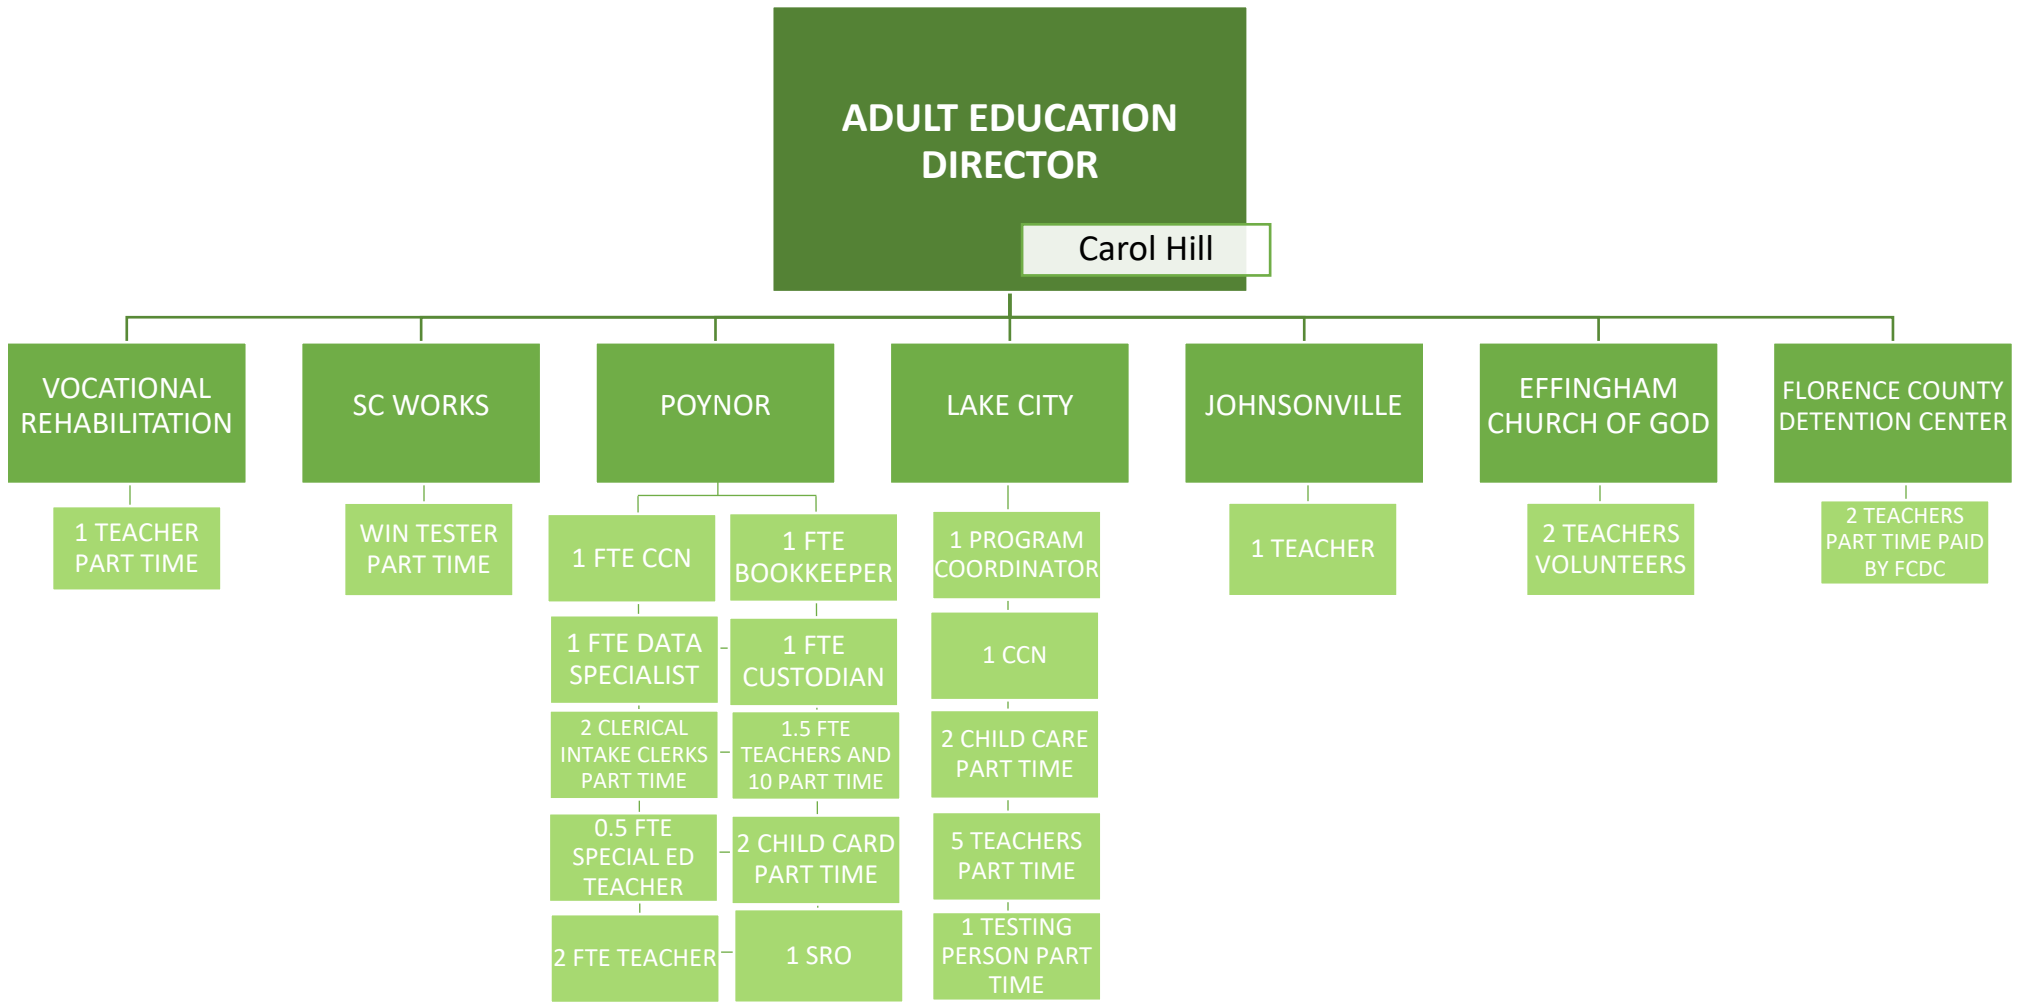 ADULT EDUCATION
DIRECTOR
Carol Hill
VOCATIONAL
REHABILITATION
1 TEACHER
PART TIME
SC WORKS
WIN TESTER
PART TIME
POYNOR
1 FTE CCN
1 FTE
BOOKKEEPER
1 FTE DATA
SPECIALIST
1 FTE
CUSTODIAN
2 CLERICAL
INTAKE CLERKS
PART TIME
1.5 FTE
TEACHERS AND
10 PART TIME
0.5 FTE
SPECIAL ED
TEACHER
2 CHILD CARD
PART TIME
2 FTE TEACHER
1 SRO
LAKE CITY
1 PROGRAM
COORDINATOR
1 CCN
2 CHILD CARE
PART TIME
5 TEACHERS
PART TIME
1 TESTING
PERSON PART
TIME
JOHNSONVILLE
1 TEACHER
EFFINGHAM
CHURCH OF GOD
2 TEACHERS
VOLUNTEERS
FLORENCE COUNTY
DETENTION CENTER
2 TEACHERS
PART TIME PAID
BY FCDC